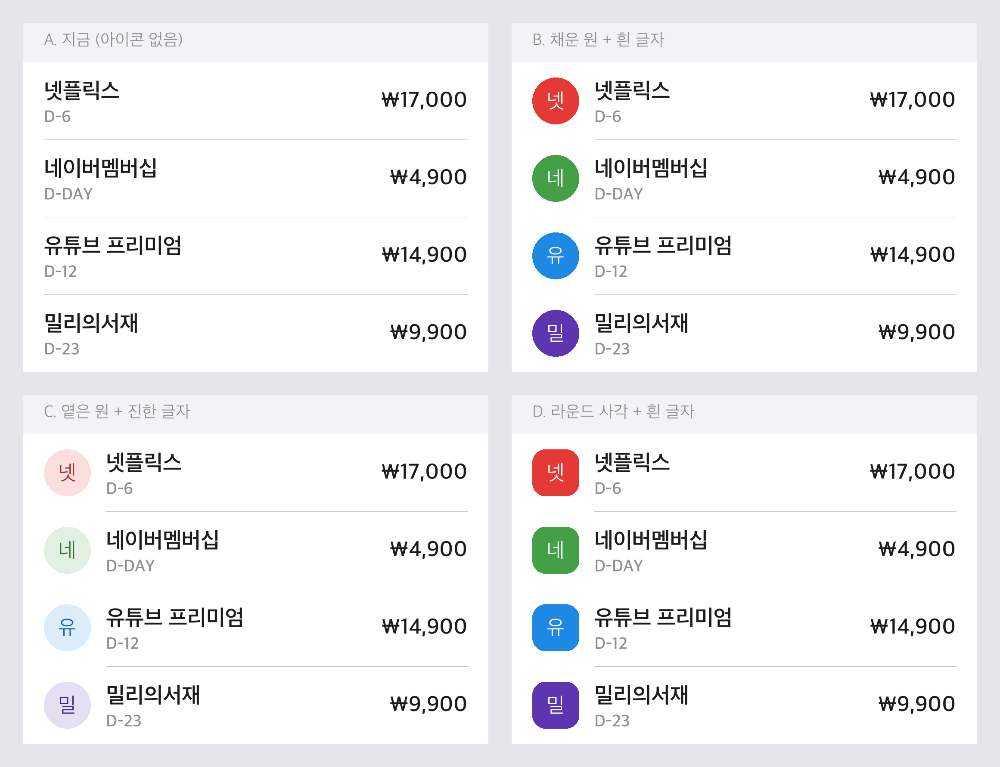 A. 지금 (아이콘 없음)
넷플릭스
₩17,000
D-6
네이버멤버십
₩4,900
D-DAY
유튜브 프리미엄
₩14,900
D-12
밀리의서재
₩9,900
D-23
B. 채운 원 + 흰 글자
넷
넷플릭스
₩17,000
D-6
네
네이버멤버십
₩4,900
D-DAY
유
유튜브 프리미엄
₩14,900
D-12
밀
밀리의서재
₩9,900
D-23
C. 옅은 원 + 진한 글자
넷
넷플릭스
₩17,000
D-6
네
네이버멤버십
₩4,900
D-DAY
유
유튜브 프리미엄
₩14,900
D-12
밀
밀리의서재
₩9,900
D-23
D. 라운드 사각 + 흰 글자
넷
넷플릭스
₩17,000
D-6
네
네이버멤버십
₩4,900
D-DAY
유
유튜브 프리미엄
₩14,900
D-12
밀
밀리의서재
₩9,900
D-23